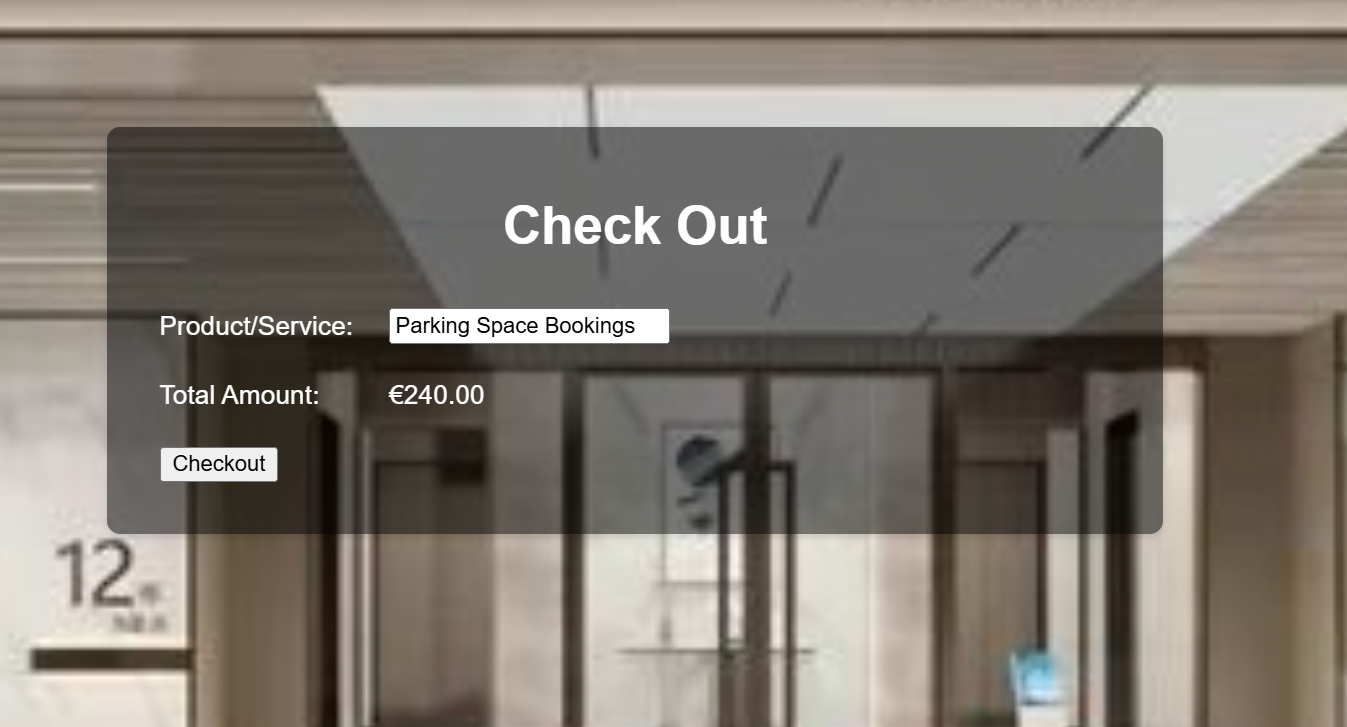 Check Out
Product/Service: Parking Space Bookings
Total Amount: €240.00
Checkout
12